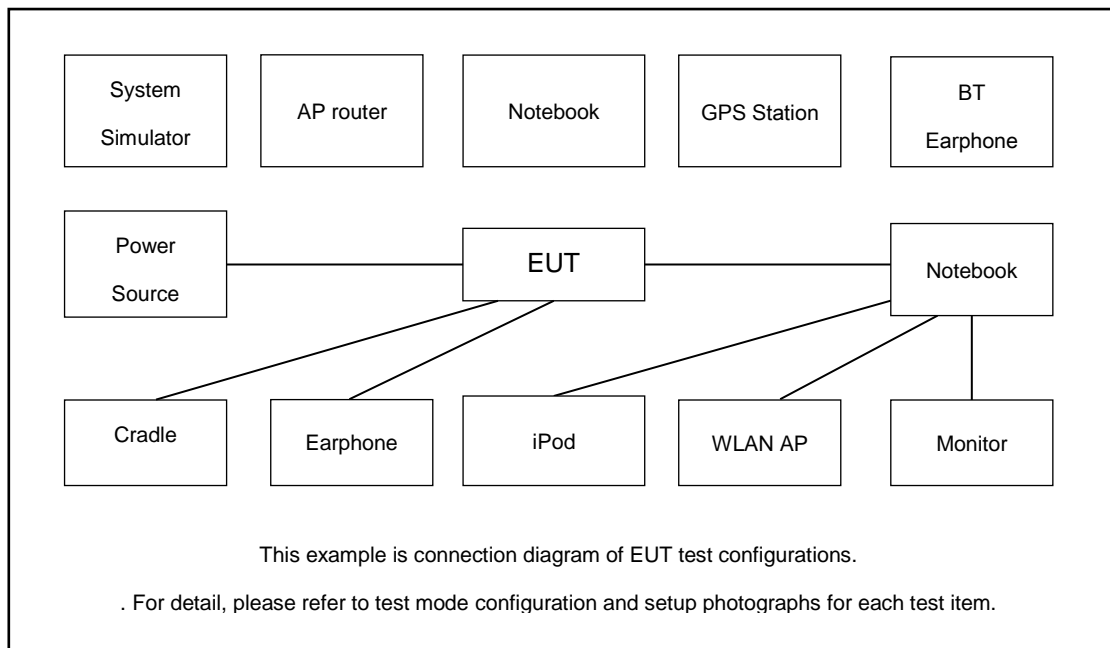 System
Simulator
AP router
Notebook
GPS Station
BT
Earphone
Power
Source
EUT
Notebook
Cradle
Earphone
iPod
WLAN AP
Monitor
This example is connection diagram of EUT test configurations.
. For detail, please refer to test mode configuration and setup photographs for each test item.